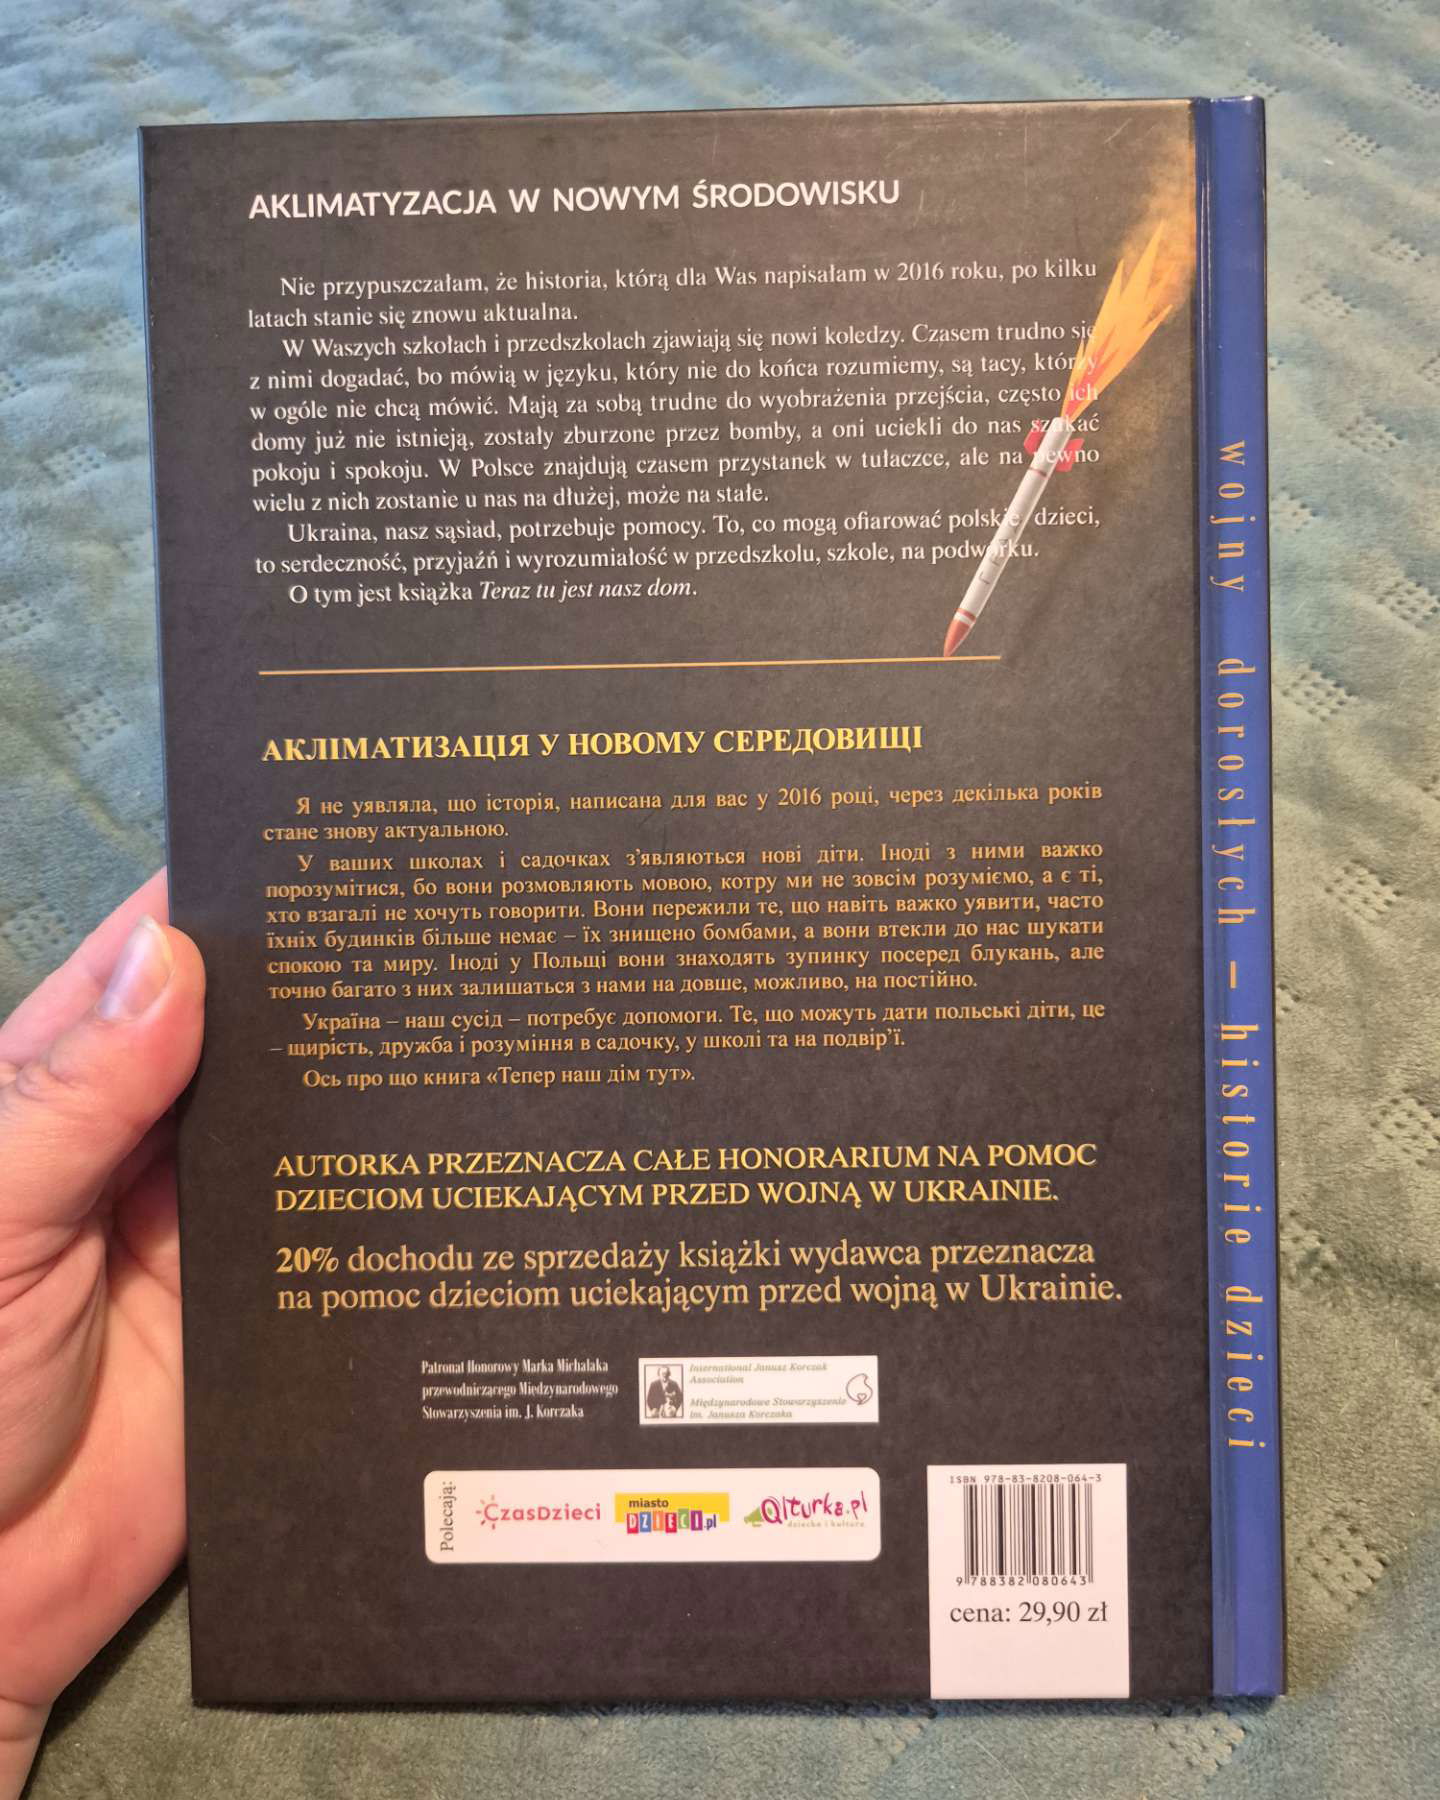 AKLIMATYZACJA W NOWYM ŚRODOWISKU
Nie przypuszczałam, że historia, którą dla Was napisałam w 2016 roku, po kilku
latach stanie się znowu aktualna.
W Waszych szkołach i przedszkolach zjawiają się nowi koledzy. Czasem trudno się
z nimi dogadać, bo mówią w języku, który nie do końca rozumiemy, są tacy, którzy
w ogóle nie chcą mówić. Mają za sobą trudne do wyobrażenia przejścia, często ich
domy już nie istnieją, zostały zburzone przez bomby, a oni uciekli do nas szukać
pokoju i spokoju. W Polsce znajdują czasem przystanek w tułaczce, ale na pewno
wielu z nich zostanie u nas na dłużej, może na stałe.
Ukraina, nasz sąsiad, potrzebuje pomocy. To, co mogą ofiarować polskie dzieci,
to serdeczność, przyjaźń i wyrozumiałość w przedszkolu, szkole, na podwórku.
O tym jest książka Teraz tu jest nasz dom.
АКЛІМАТИЗАЦІЯ У НОВОМУ СЕРЕДОВИЩІ
Я не уявляла, що історія, написана для вас у 2016 році, через декілька років
стане знову актуальною.
У ваших школах і садочках з’являються нові діти. Іноді з ними важко
порозумітися, бо вони розмовляють мовою, котру ми не зовсім розуміємо, а є ті,
хто взагалі не хочуть говорити. Вони пережили те, що навіть важко уявити, часто
їхніх будинків більше немає – їх знищено бомбами, а вони втекли до нас шукати
спокою та миру. Іноді у Польщі вони знаходять зупинку посеред блукань, але
точно багато з них залишаться з нами на довше, можливо, на постійно.
Україна – наш сусід – потребує допомоги. Те, що можуть дати польські діти, це
– щирість, дружба і розуміння в садочку, у школі та на подвір’ї.
Ось про що книга «Тепер наш дім тут».
AUTORKA PRZEZNACZA CAŁE HONORARIUM NA POMOC
DZIECIOM UCIEKAJĄCYM PRZED WOJNĄ W UKRAINIE.
20% dochodu ze sprzedaży książki wydawca przeznacza
na pomoc dzieciom uciekającym przed wojną w Ukrainie.
Patronat Honorowy Marka Michalaka
przewodniczącego Międzynarodowego
Stowarzyszenia im. J. Korczaka
International Janusz Korczak
Association
Międzynarodowe Stowarzyszenie
im. Janusza Korczaka
Polecają:
CzasDzieci
miasto
DZIECI.pl
Qlturka.pl
dziecko i kultura
ISBN 978-83-8208-064-3
9 788382 080643
cena: 29,90 zł
wojny dorosłych – historie dzieci